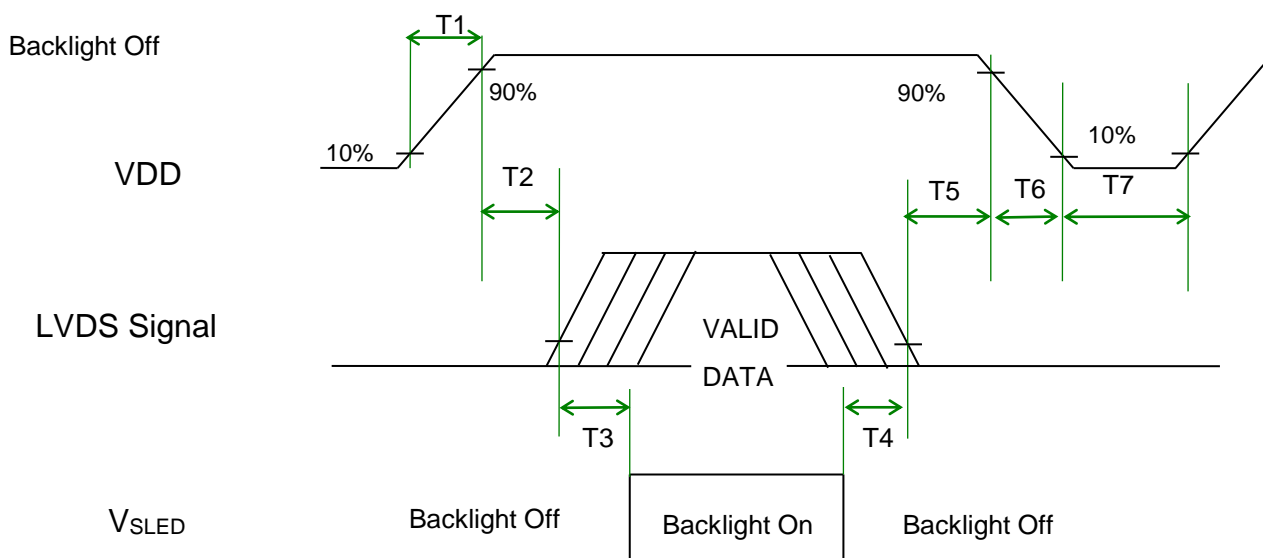 T1
Backlight Off
90%
90%
10%
10%
VDD
T2
T5
T6
T7
LVDS Signal
VALID
DATA
T3
T4
VSLED
Backlight Off
Backlight On
Backlight Off